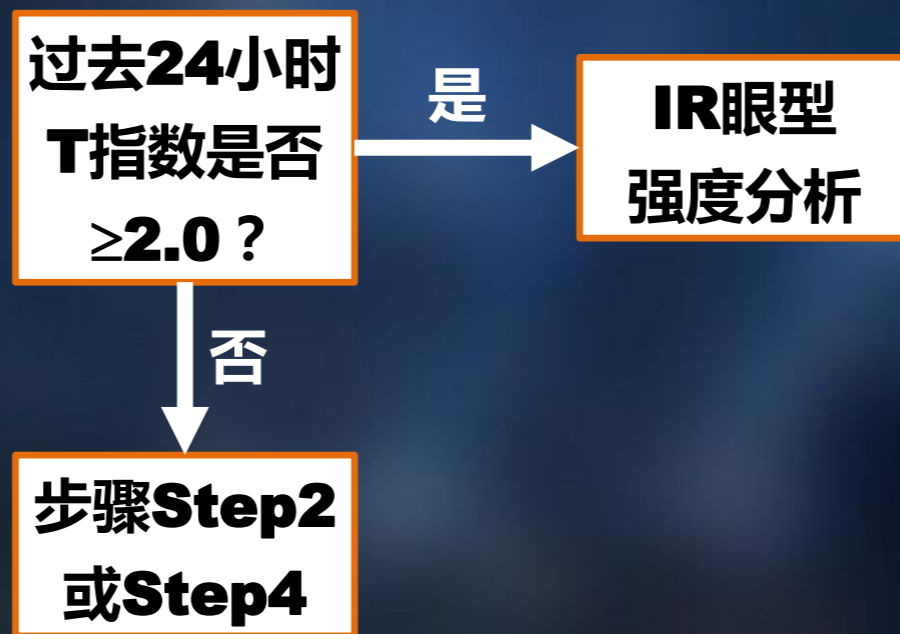 过去24小时
T指数是否
≥2.0？
是
IR眼型
强度分析
否
步骤Step2
或Step4